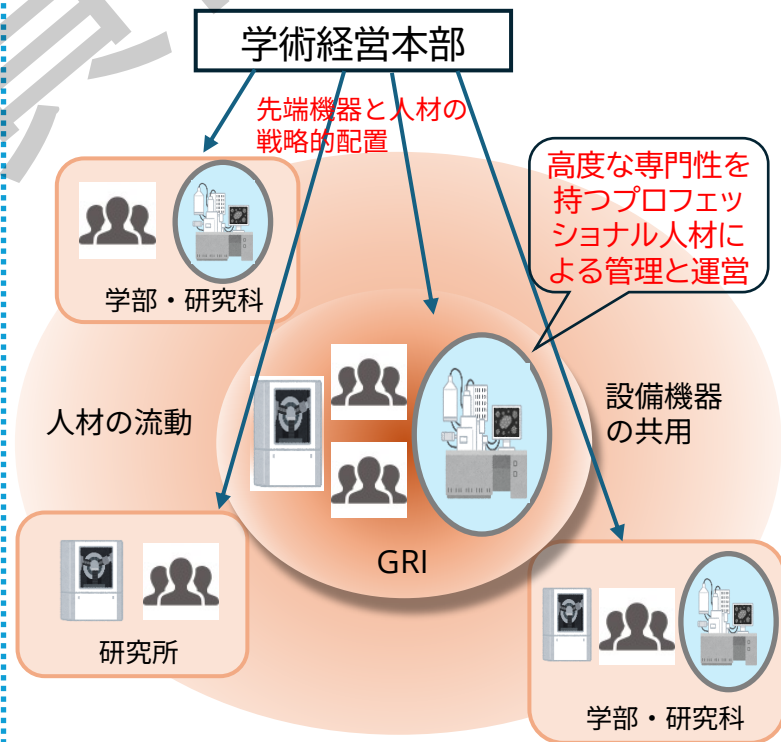 学術経営本部
先端機器と人材の
戦略的配置
高度な専門性を
持つプロフェッ
ショナル人材に
よる管理と運営
学部・研究科
人材の流動
設備機器
の共用
GRI
研究所
学部・研究科